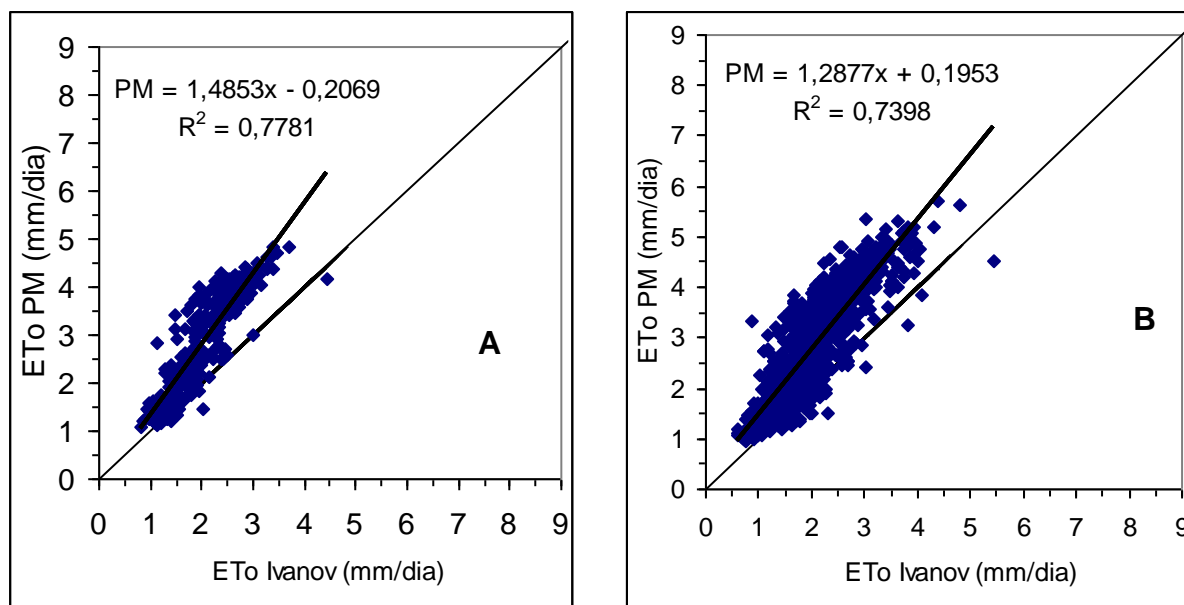 PM = 1,4853x - 0,2069
R² = 0,7781
ETo PM (mm/dia)
9
8
7
6
5
4
3
2
1
0
A
0 1 2 3 4 5 6 7 8 9
ETo Ivanov (mm/dia)
PM = 1,2877x + 0,1953
R² = 0,7398
ETo PM (mm/dia)
9
8
7
6
5
4
3
2
1
0
B
0 1 2 3 4 5 6 7 8 9
ETo Ivanov (mm/dia)